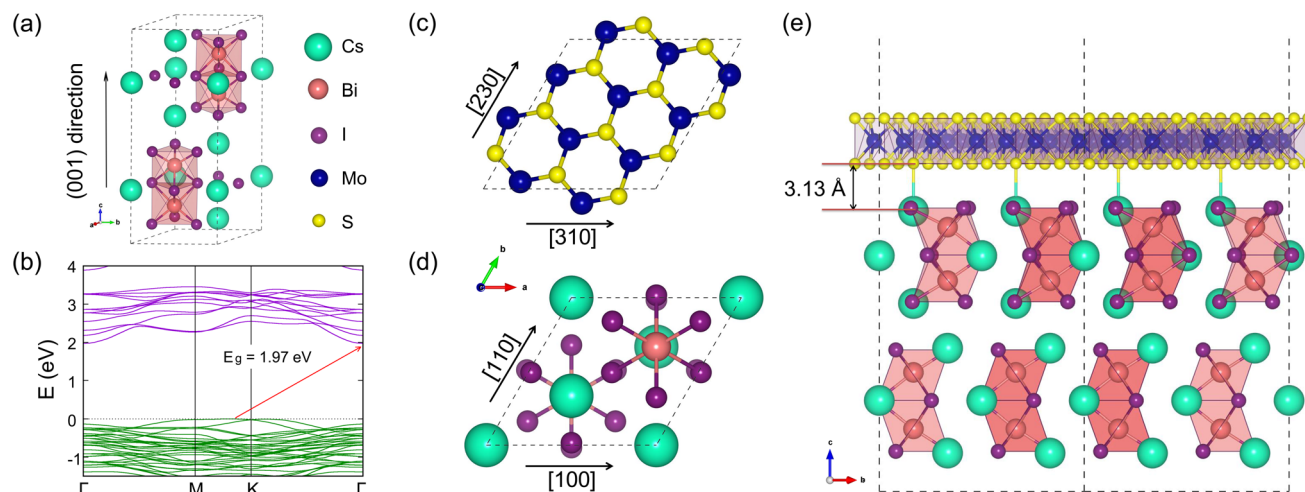 (a)
(001) direction
c
a
b
Cs
Bi
I
Mo
S
(b)
E (eV)
4
3
2
1
0
-1
Eg = 1.97 eV
Γ
M
K
Γ
(c)
[230]
[310]
(d)
b
a
[110]
[100]
(e)
3.13 Å
c
b